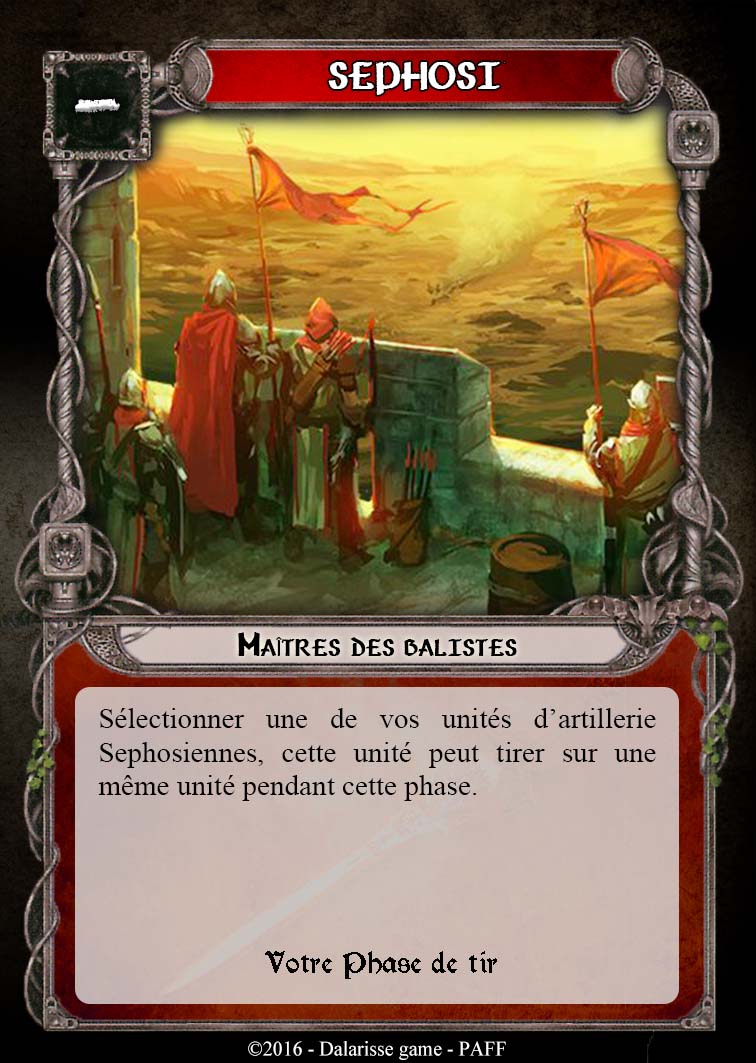 SEPHOSI
-
MAÎTRES DES BALISTES
Sélectionner une de vos unités d’artillerie
Sephosiennes, cette unité peut tirer sur une
même unité pendant cette phase.
Votre Phase de tir
©2016 - Dalarisse game - PAFF